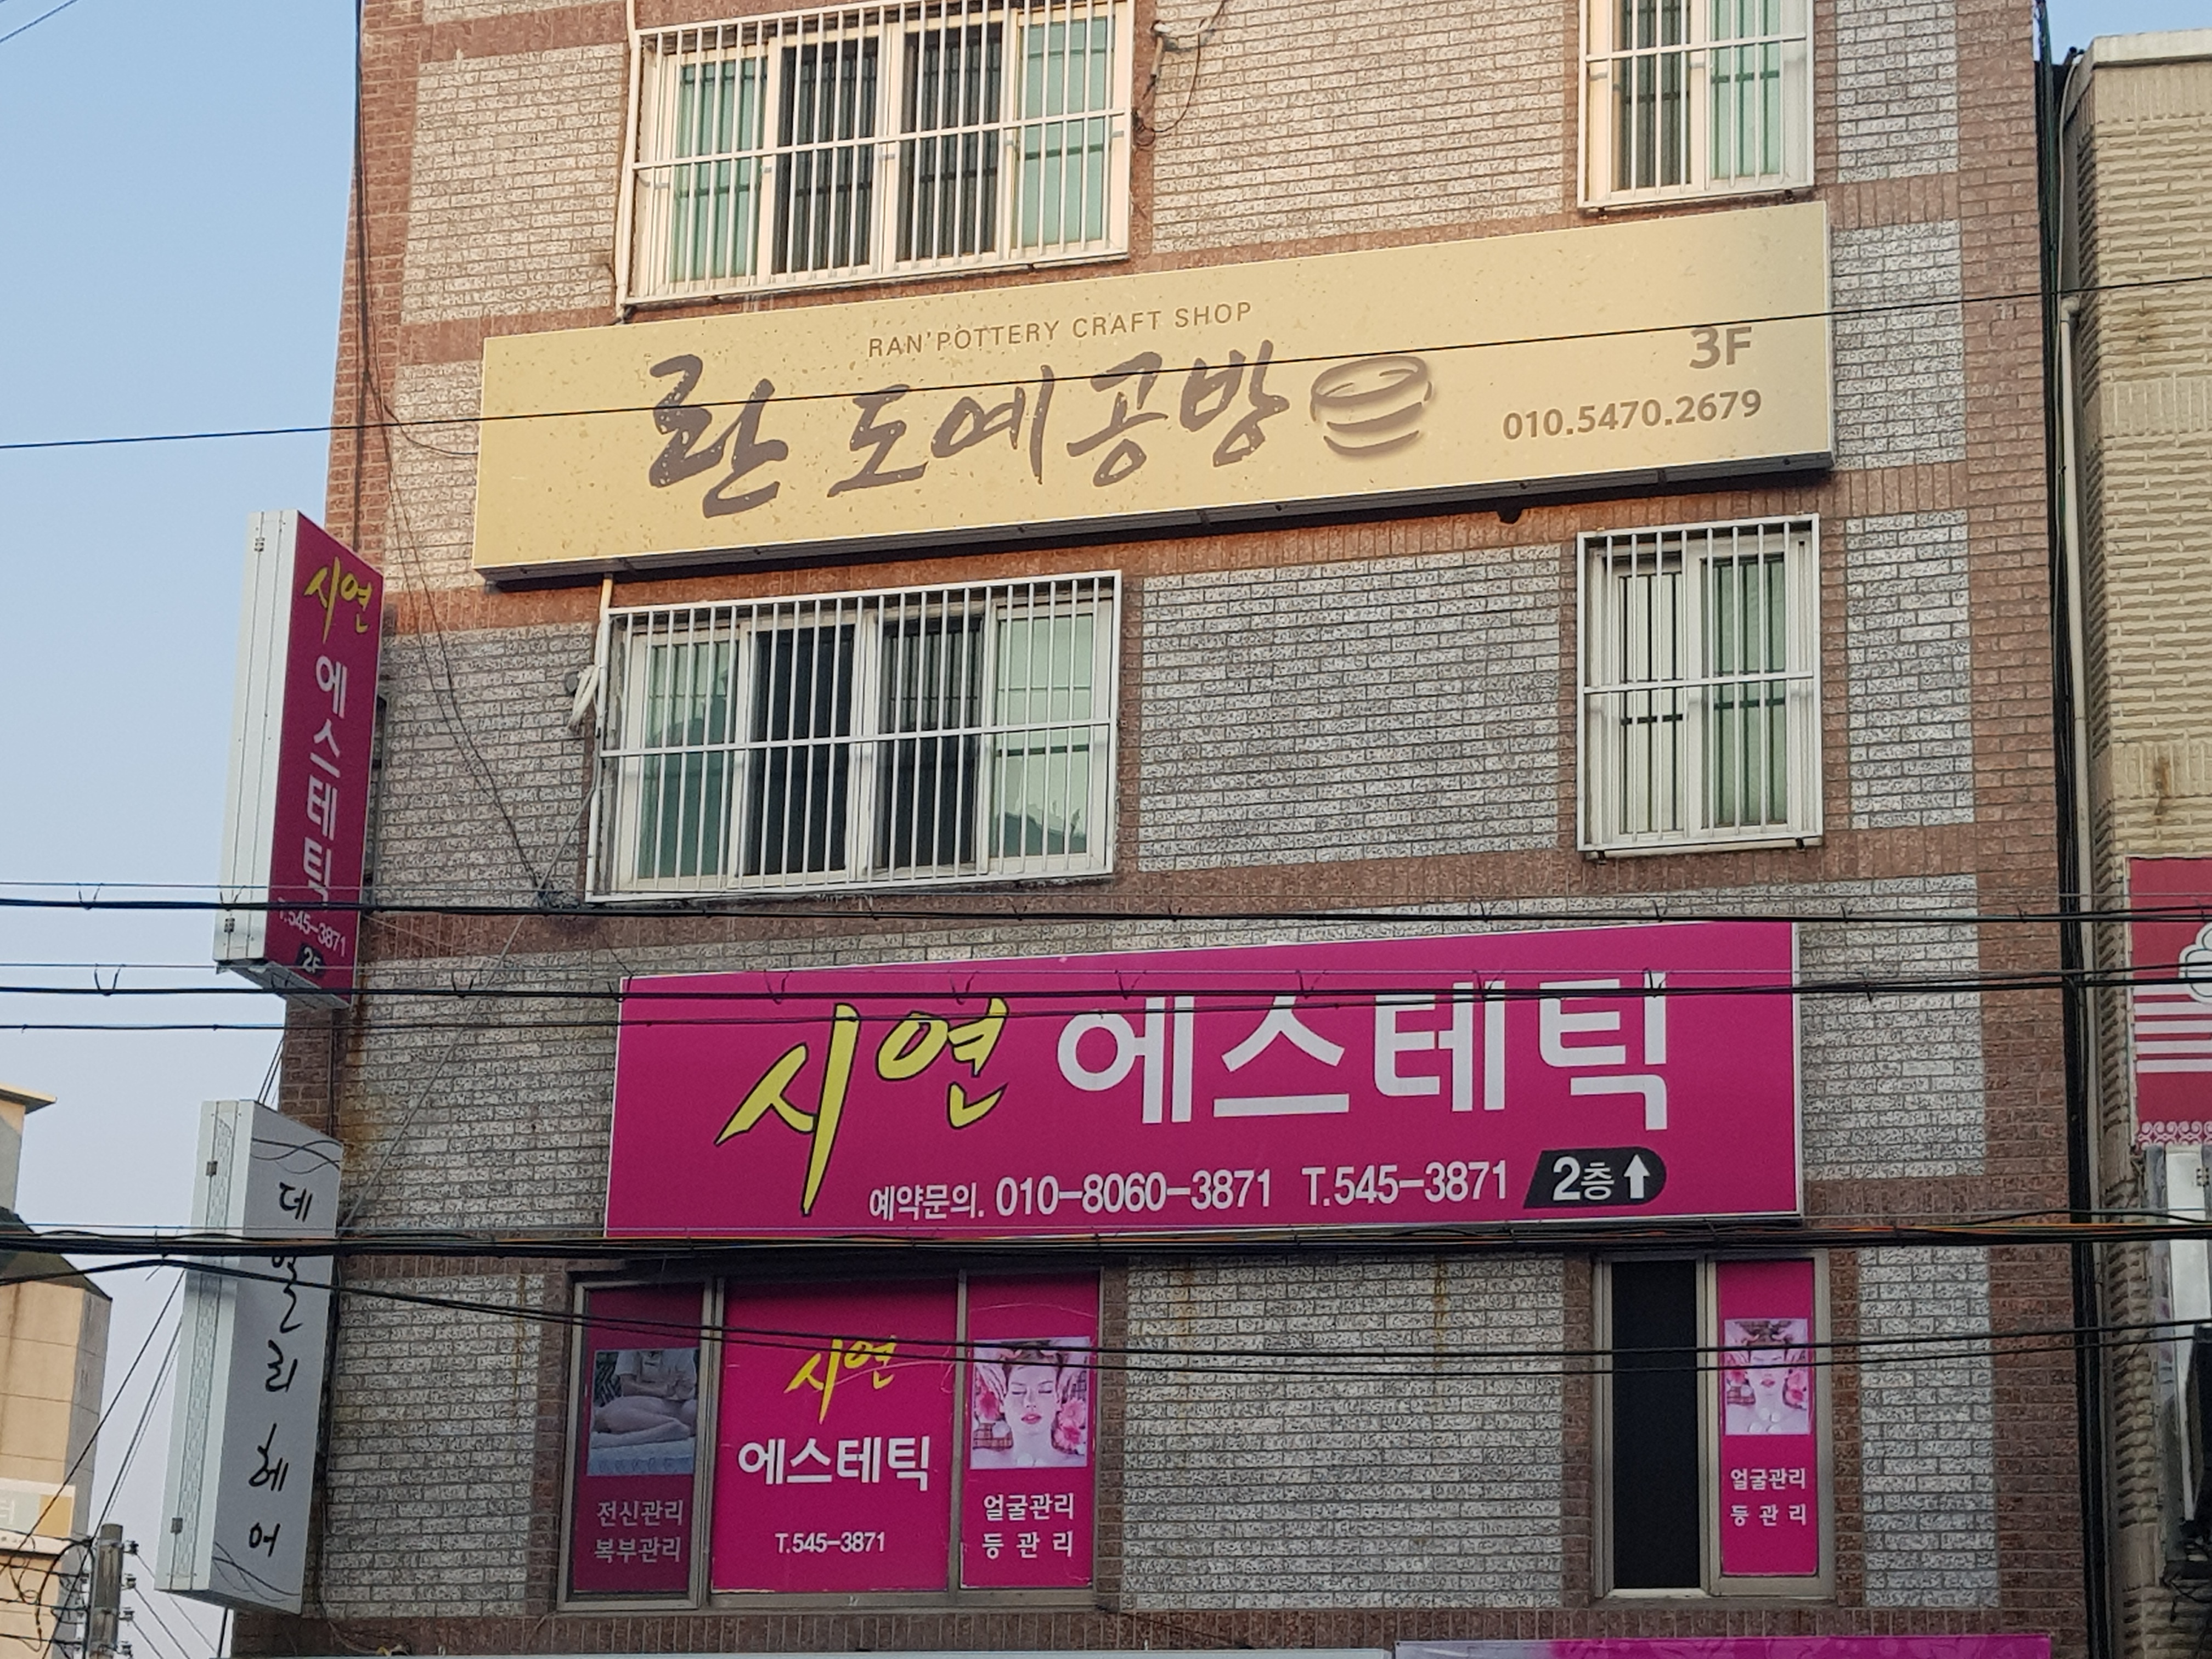 RAN'POTTERY CRAFT SHOP
란 도예공방
3F
010.5470.2679
시연
에스테틱
T.545-3871
2F
시연 에스테틱
예약문의. 010-8060-3871 T.545-3871 2층
데일리 헤어
전신관리
복부관리
시연
에스테틱
T.545-3871
얼굴관리
등 관 리
얼굴관리
등 관 리